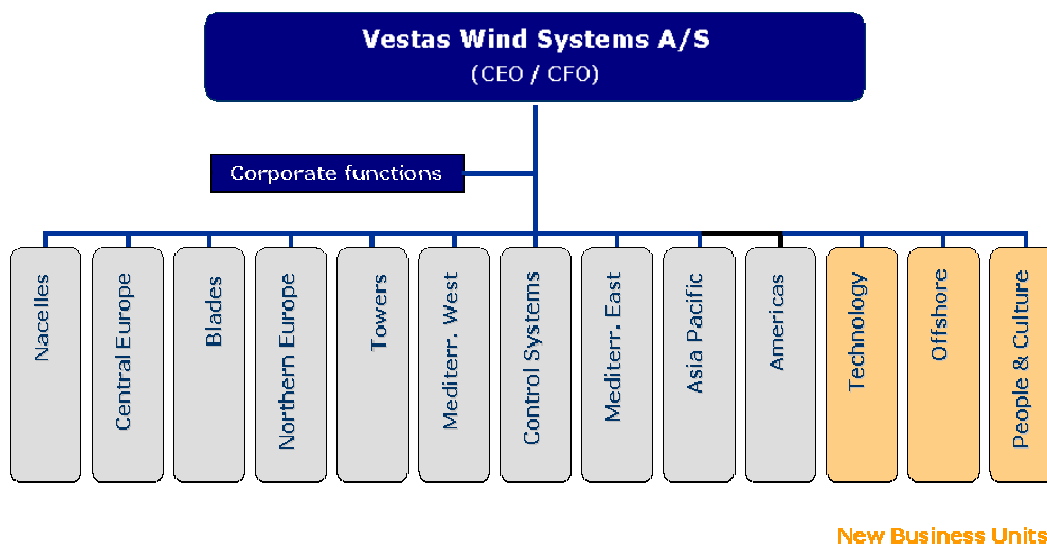 Vestas Wind Systems A/S
(CEO / CFO)
Corporate functions
Nacelles
Central Europe
Blades
Northern Europe
Towers
Mediterr. West
Control Systems
Mediterr. East
Asia Pacific
Americas
Technology
Offshore
People & Culture
New Business Units